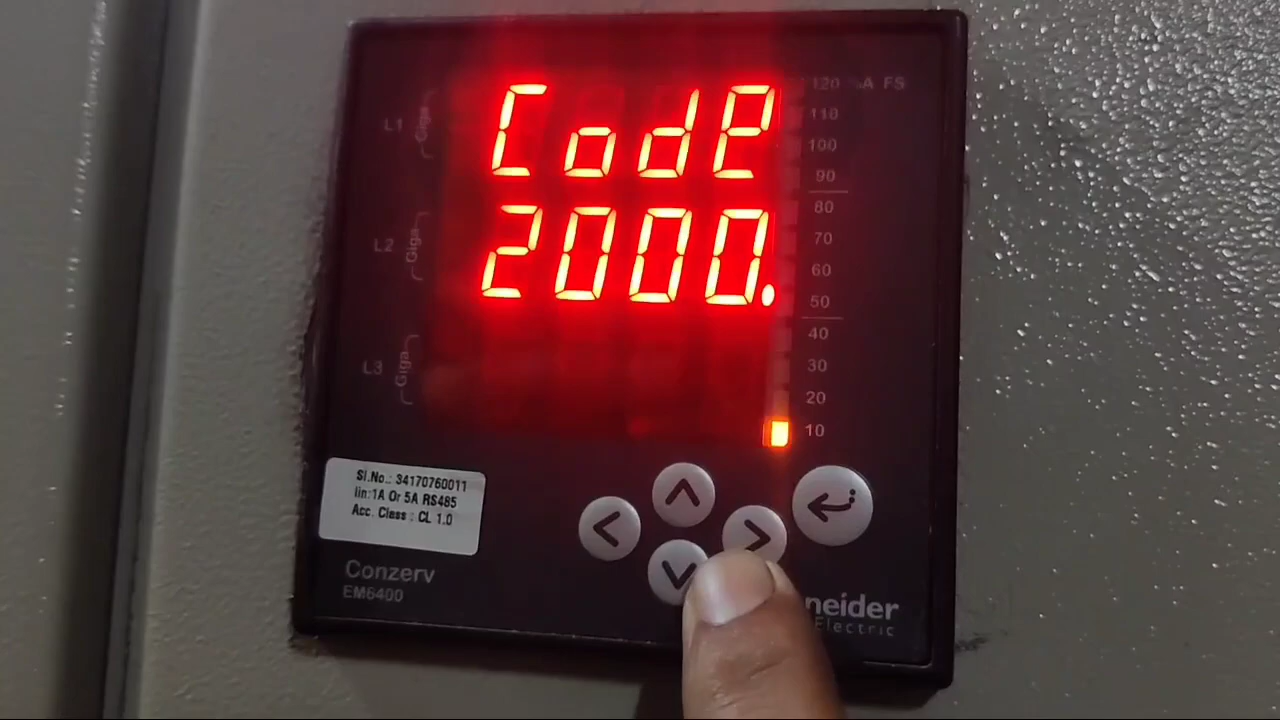 Code
2000.
120 %A FS
110
100
90
80
70
60
50
40
30
20
10
L1 Giga
L2 Giga
L3 Giga
Sl.No.: 34170760011
Iin:1A Or 5A RS485
Acc. Class : CL 1.0
Conzerv
EM6400
neider
Electric